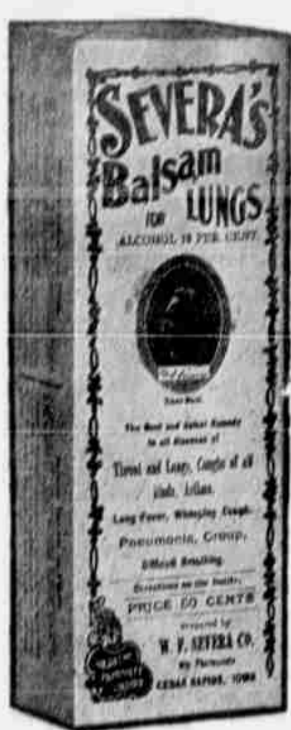 SEVERA'S
Balsam
FOR LUNGS
ALCOHOL 10 PER CENT
The Best and Safest Remedy
in all diseases of
Throat and Lungs, Coughs of all
kinds, Asthma,
Lung Fever, Whooping Cough,
Pneumonia, Croup,
Difficult Breathing.
Directions on the Inside.
PRICE 50 CENTS
Prepared by
W. F. SEVERA CO.
CEDAR RAPIDS, IOWA